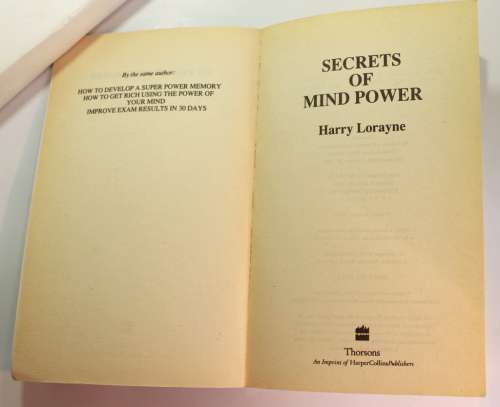 By the same author:
HOW TO DEVELOP A SUPER POWER MEMORY
HOW TO GET RICH USING THE POWER OF
YOUR MIND
IMPROVE EXAM RESULTS IN 30 DAYS
SECRETS
OF
MIND POWER
Harry Lorayne
Thorsons
An Imprint of HarperCollinsPublishers